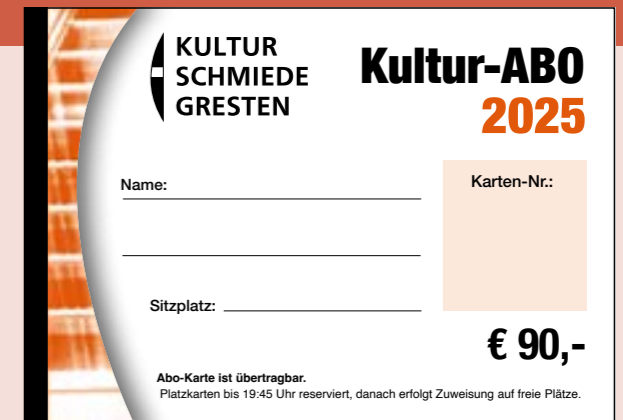 KULTUR
SCHMIEDE
GRESTEN
Kultur-ABO
2025
Name:
Karten-Nr.:
Sitzplatz:
€ 90,-
Abo-Karte ist übertragbar.
Platzkarten bis 19:45 Uhr reserviert, danach erfolgt Zuweisung auf freie Plätze.